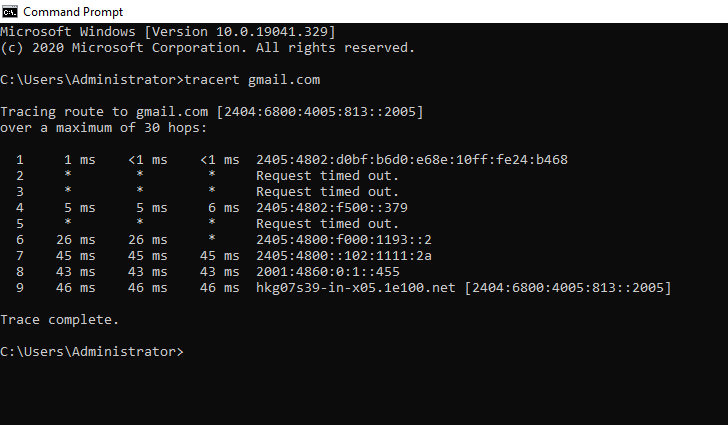 Command Prompt
Microsoft Windows [Version 10.0.19041.329]
(c) 2020 Microsoft Corporation. All rights reserved.
C:\Users\Administrator>tracert gmail.com
Tracing route to gmail.com [2404:6800:4005:813::2005]
over a maximum of 30 hops:
1 1 ms <1 ms <1 ms 2405:4802:d0bf:b6d0:e68e:10ff:fe24:b468
2 * * * Request timed out.
3 * * * Request timed out.
4 5 ms 5 ms 6 ms 2405:4802:f500::379
5 * * * Request timed out.
6 26 ms 26 ms * 2405:4800:f000:1193::2
7 45 ms 45 ms 45 ms 2405:4800::102:1111:2a
8 43 ms 43 ms 43 ms 2001:4860:0:1::455
9 46 ms 46 ms 46 ms hkg07s39-in-x05.1e100.net [2404:6800:4005:813::2005]
Trace complete.
C:\Users\Administrator>